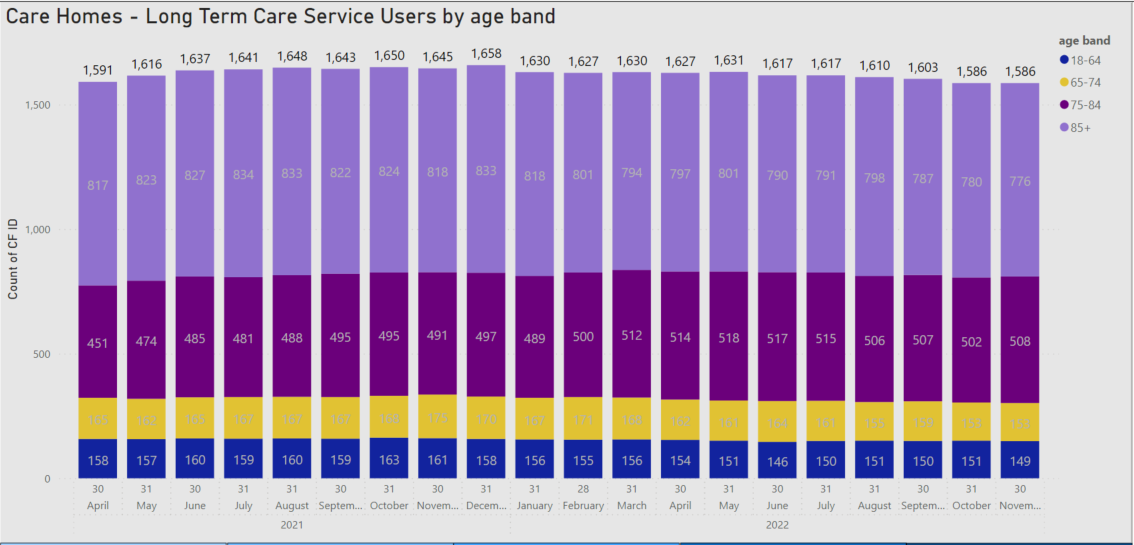 Care Homes - Long Term Care Service Users by age band
age band
18-64
65-74
75-84
85+
Count of CF ID
1,500
1,000
500
0
1,591 1,616 1,637 1,641 1,648 1,643 1,650 1,645 1,658 1,630 1,627 1,630 1,627 1,631 1,617 1,617 1,610 1,603 1,586 1,586
817 823 827 834 833 822 824 818 833 818 801 794 797 801 790 791 798 787 780 776
451 474 485 481 488 495 495 491 497 489 500 512 514 518 517 515 506 507 502 508
165 162 165 167 167 167 168 175 170 167 171 168 162 161 164 161 155 159 153 153
158 157 160 159 160 159 163 161 158 156 155 156 154 151 146 150 151 150 151 149
30 31 30 31 31 30 31 30 31 31 28 31 30 31 30 31 31 30 31 30
April May June July August Septem... October Novem... Decem... January February March April May June July August Septem... October Novem...
2021 2022